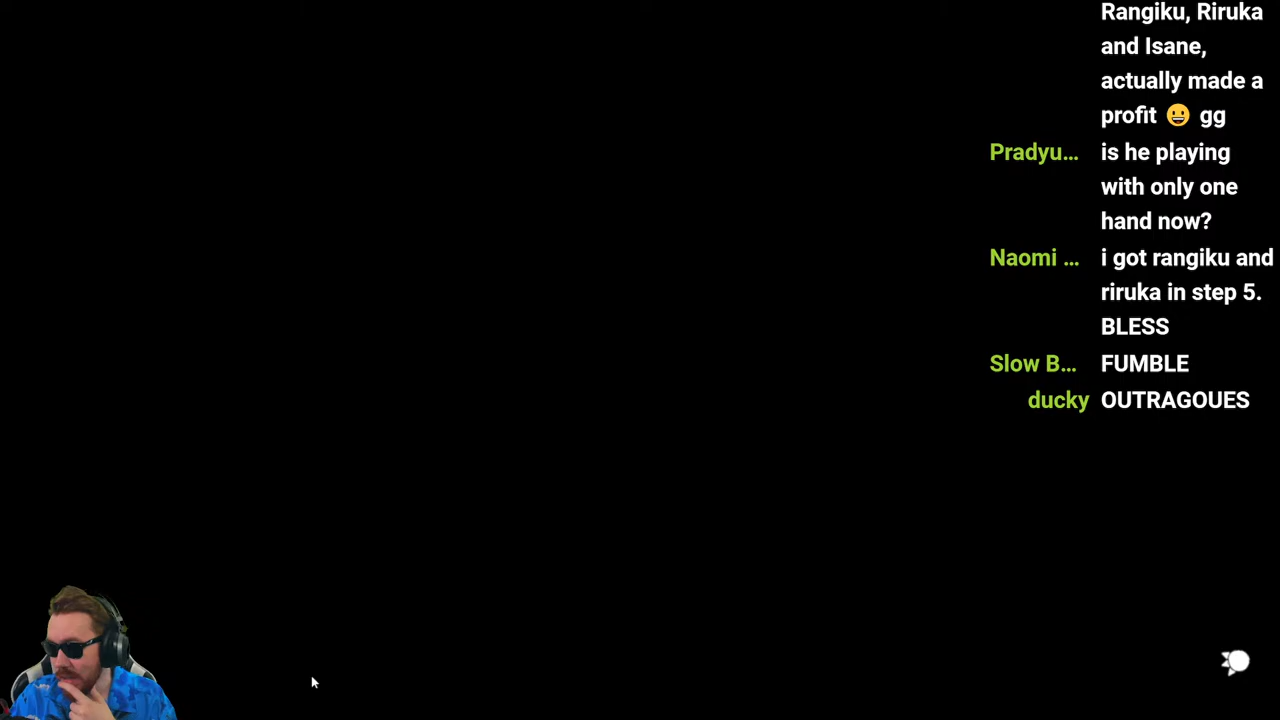 Rangiku, Riruka
and Isane,
actually made a
profit 😀 gg
Pradyu… is he playing
with only one
hand now?
Naomi … i got rangiku and
riruka in step 5.
BLESS
Slow B… FUMBLE
ducky OUTRAGOUES